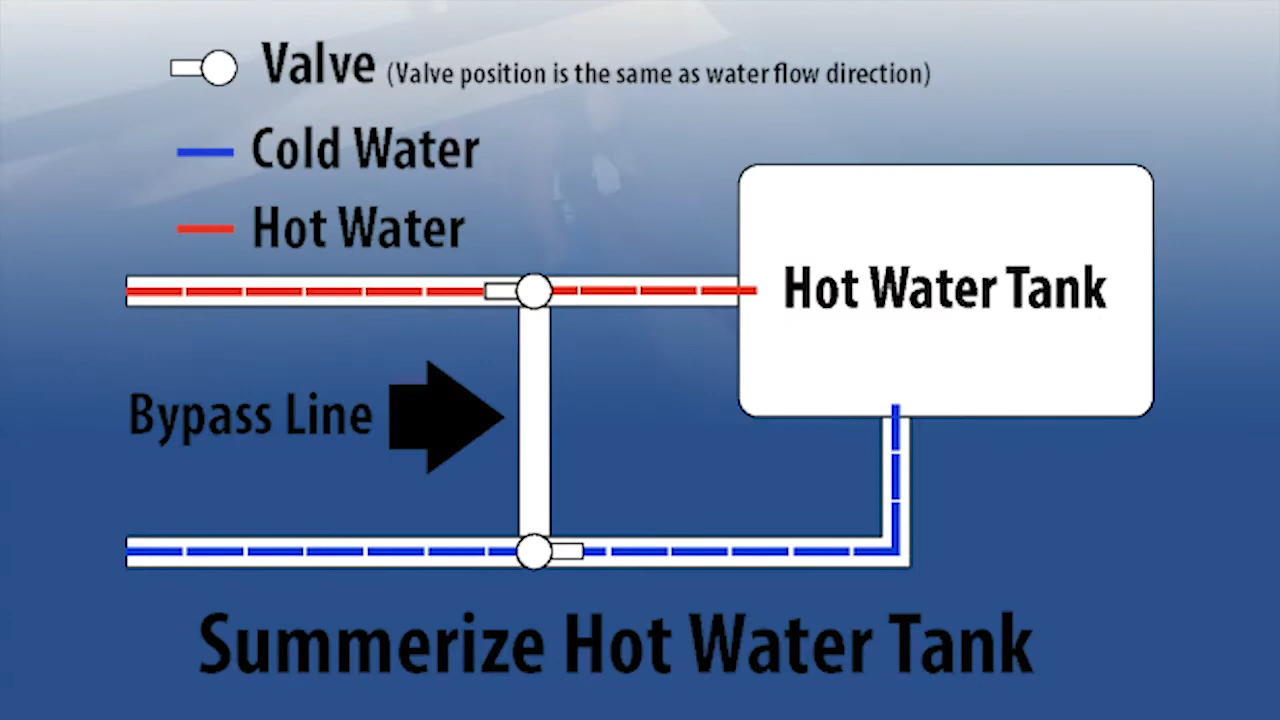 Valve (Valve position is the same as water flow direction)
Cold Water
Hot Water
Hot Water Tank
Bypass Line
Summerize Hot Water Tank